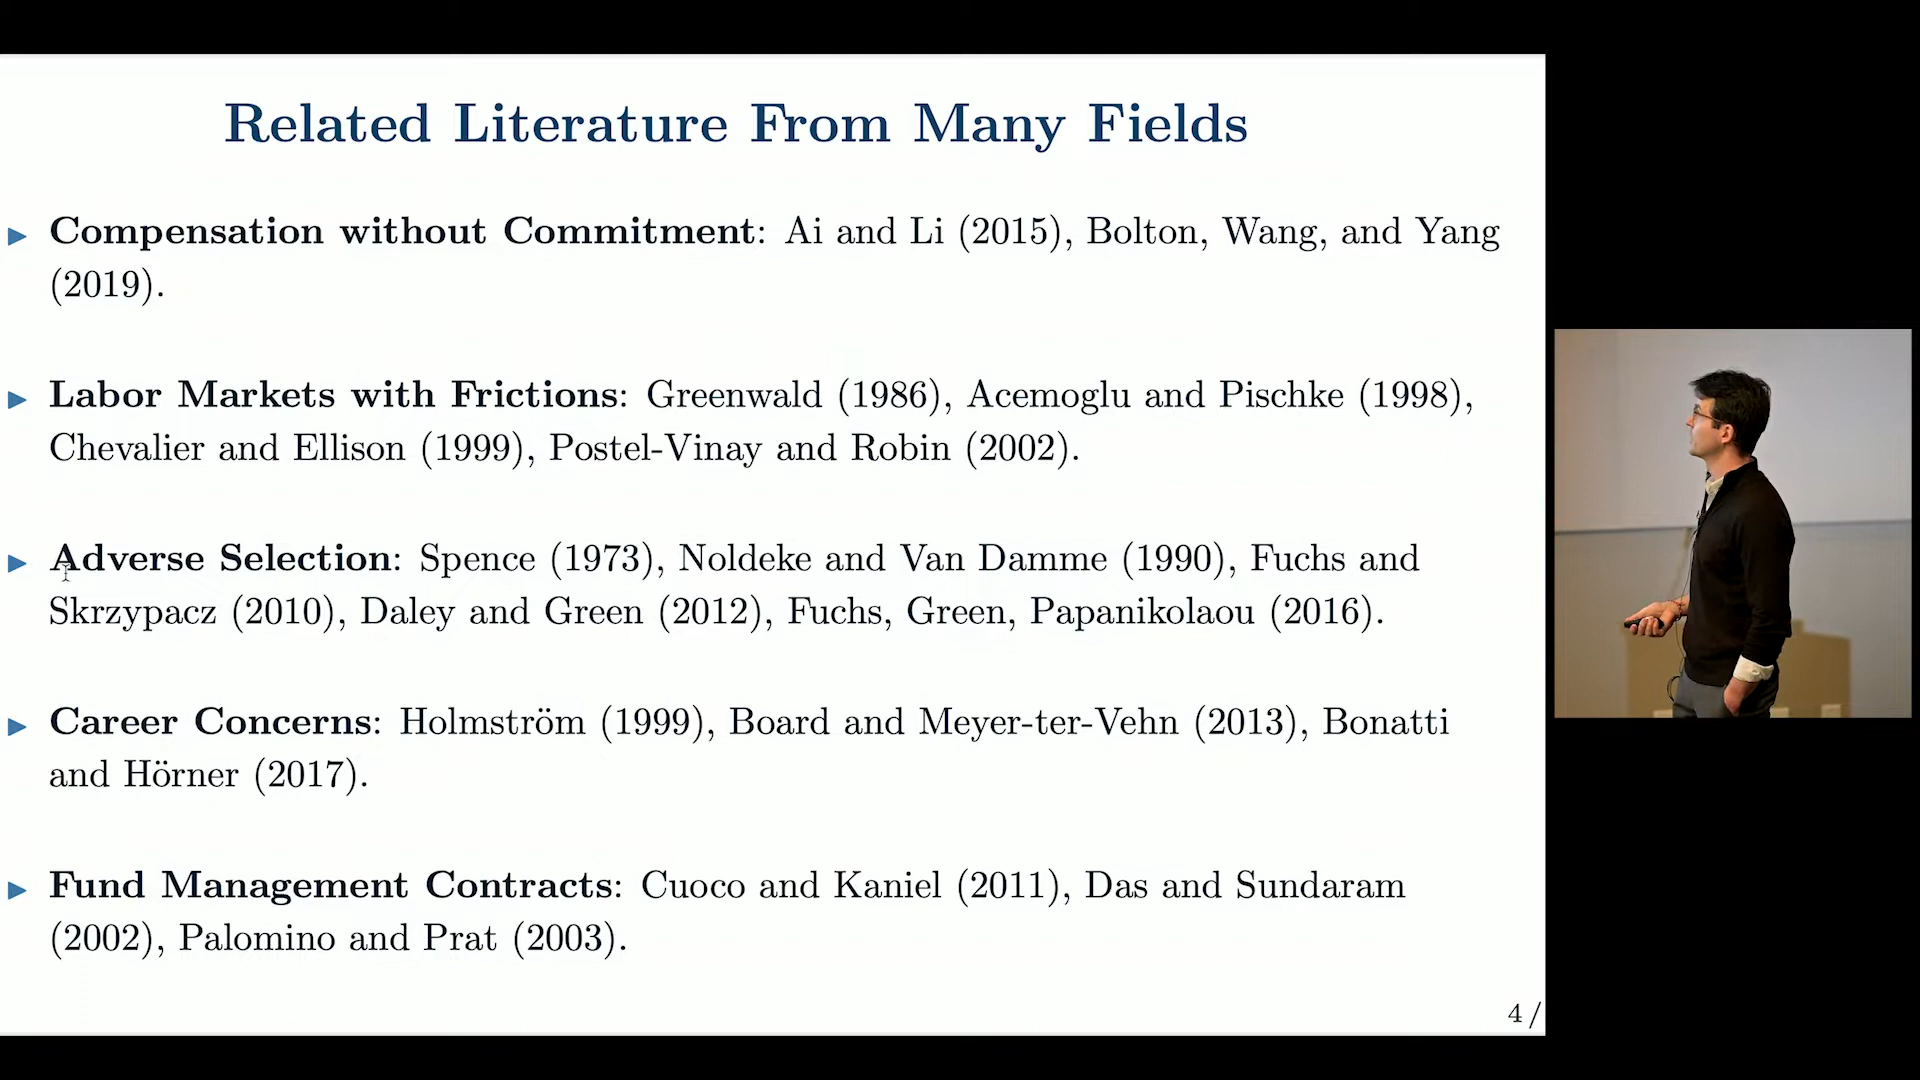 Related Literature From Many Fields
Compensation without Commitment: Ai and Li (2015), Bolton, Wang, and Yang
(2019).
Labor Markets with Frictions: Greenwald (1986), Acemoglu and Pischke (1998),
Chevalier and Ellison (1999), Postel-Vinay and Robin (2002).
Adverse Selection: Spence (1973), Noldeke and Van Damme (1990), Fuchs and
Skrzypacz (2010), Daley and Green (2012), Fuchs, Green, Papanikolaou (2016).
Career Concerns: Holmström (1999), Board and Meyer-ter-Vehn (2013), Bonatti
and Hörner (2017).
Fund Management Contracts: Cuoco and Kaniel (2011), Das and Sundaram
(2002), Palomino and Prat (2003).
4 /